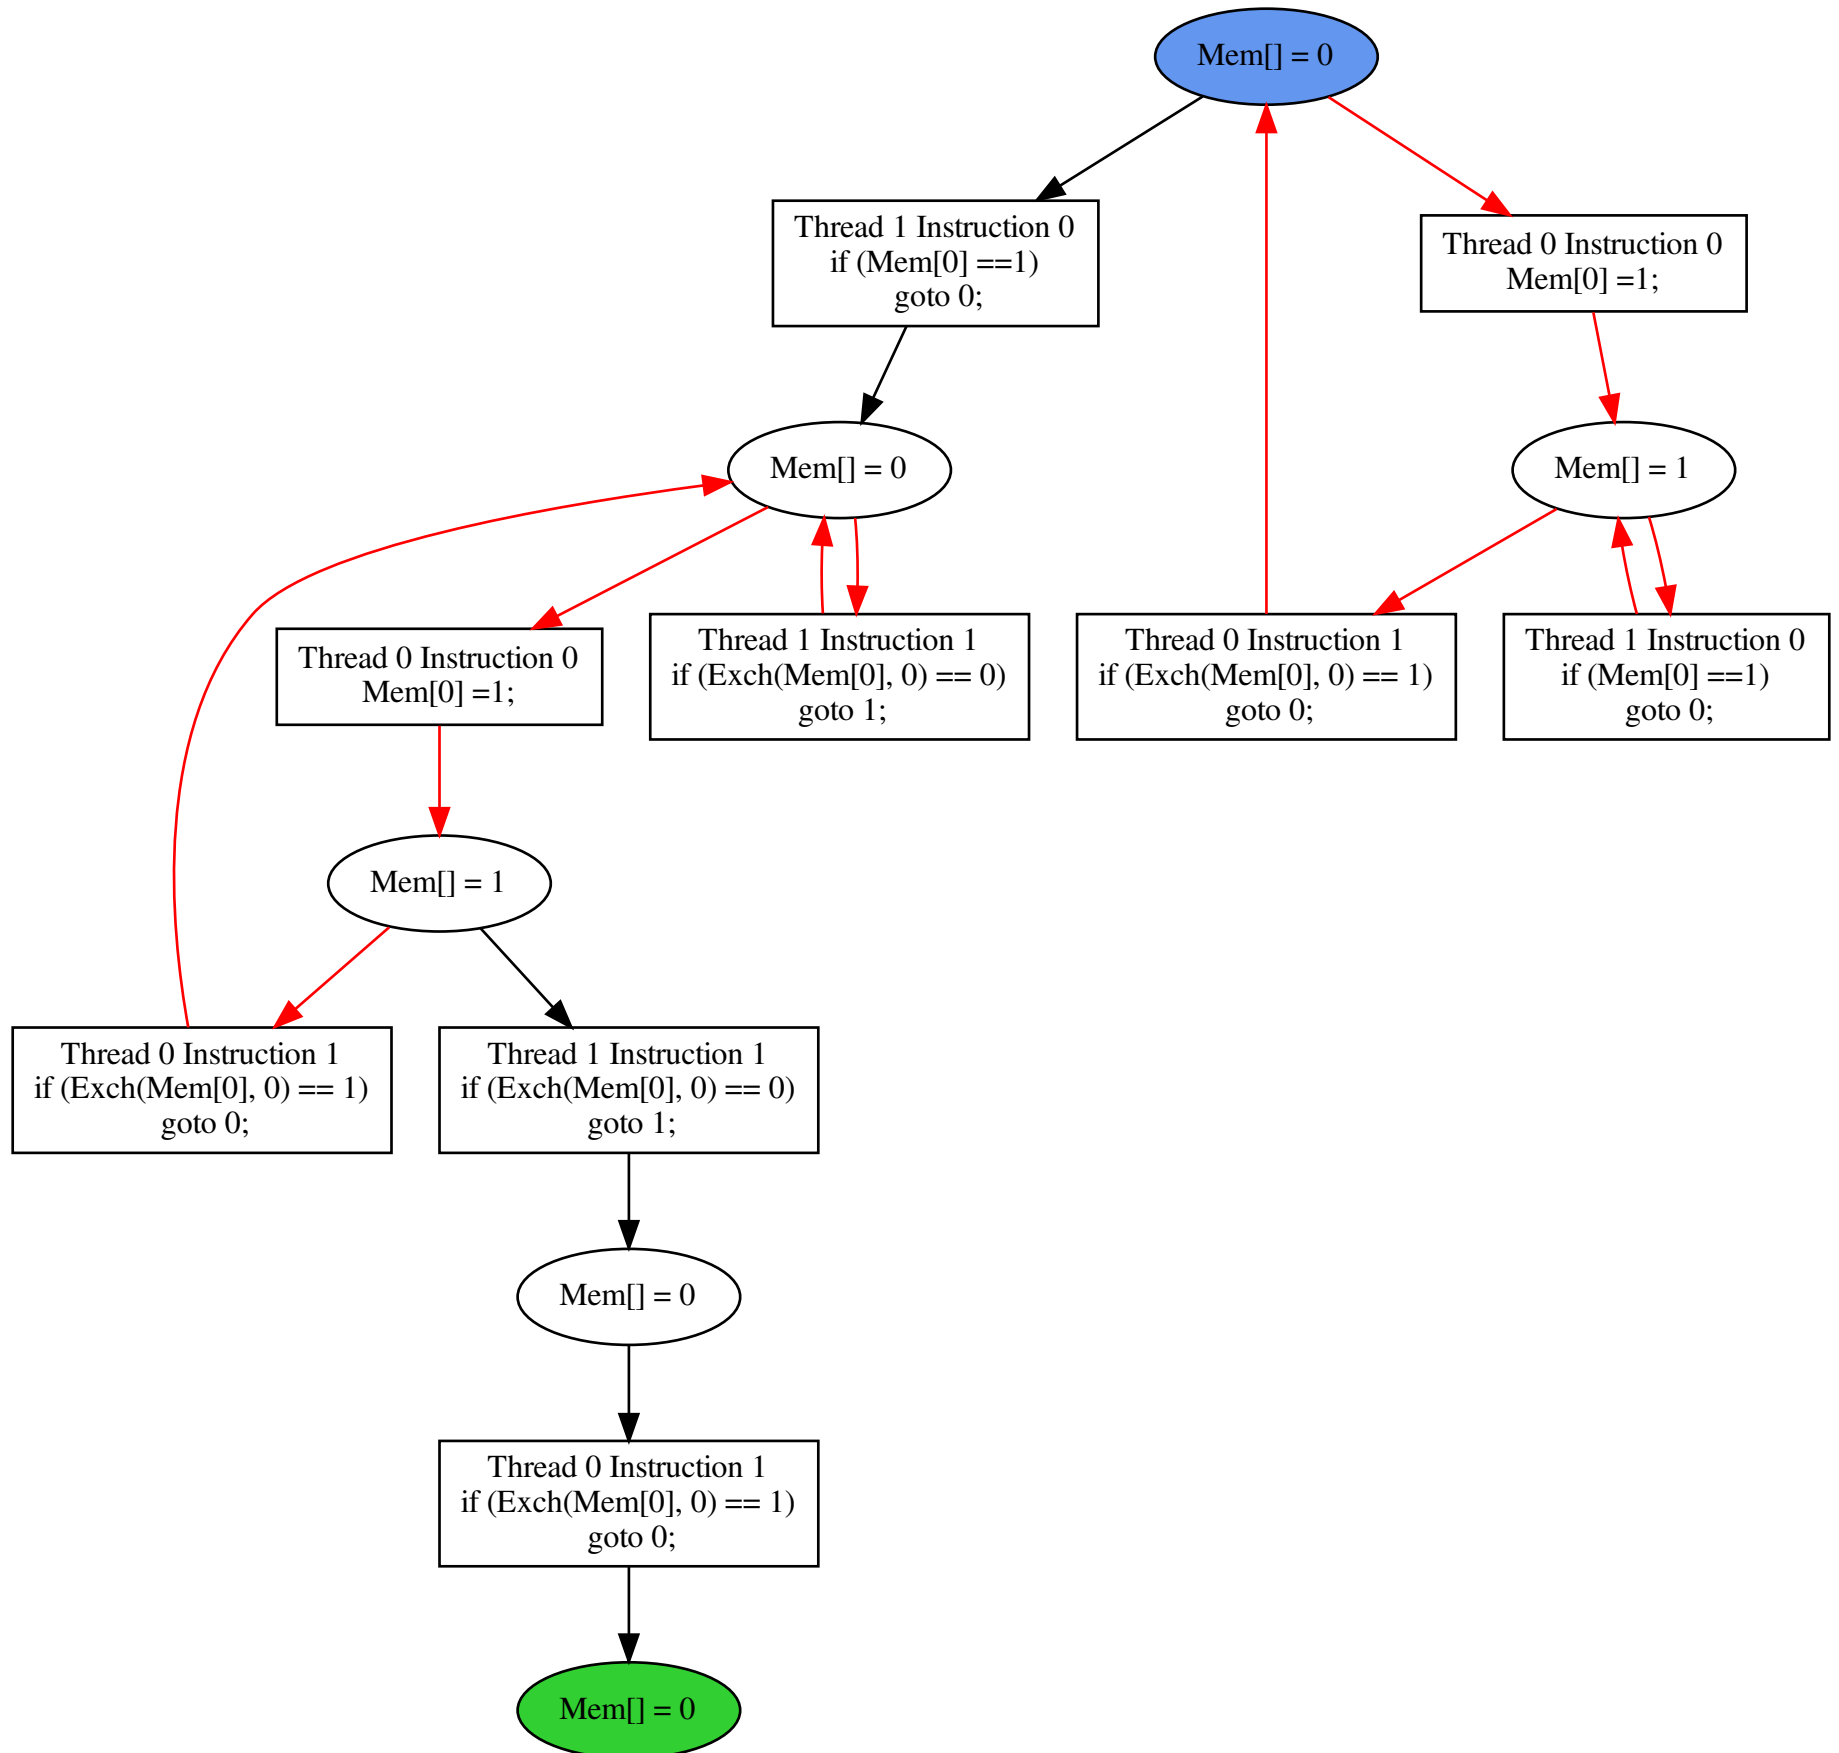 Mem[] = 0
Thread 1 Instruction 0
if (Mem[0] ==1)
goto 0;
Thread 0 Instruction 0
Mem[0] =1;
Mem[] = 0
Mem[] = 1
Thread 0 Instruction 0
Mem[0] =1;
Thread 1 Instruction 1
if (Exch(Mem[0], 0) == 0)
goto 1;
Thread 0 Instruction 1
if (Exch(Mem[0], 0) == 1)
goto 0;
Thread 1 Instruction 0
if (Mem[0] ==1)
goto 0;
Mem[] = 1
Thread 0 Instruction 1
if (Exch(Mem[0], 0) == 1)
goto 0;
Thread 1 Instruction 1
if (Exch(Mem[0], 0) == 0)
goto 1;
Mem[] = 0
Thread 0 Instruction 1
if (Exch(Mem[0], 0) == 1)
goto 0;
Mem[] = 0